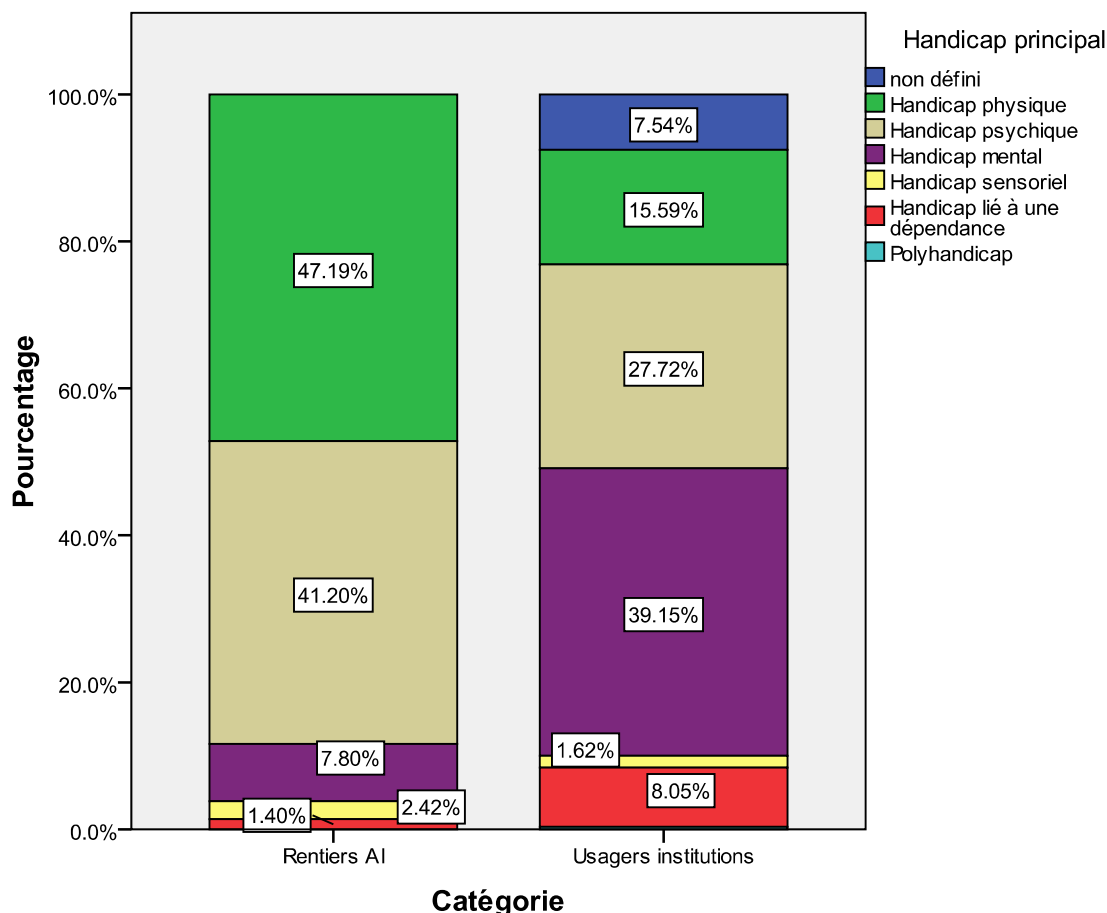 Handicap principal
non défini
Handicap physique
Handicap psychique
Handicap mental
Handicap sensoriel
Handicap lié à une
dépendance
Polyhandicap
Pourcentage
100.0%
80.0%
60.0%
40.0%
20.0%
0.0%
47.19%
41.20%
7.80%
2.42%
1.40%
7.54%
15.59%
27.72%
39.15%
1.62%
8.05%
Rentiers AI
Usagers institutions
Catégorie